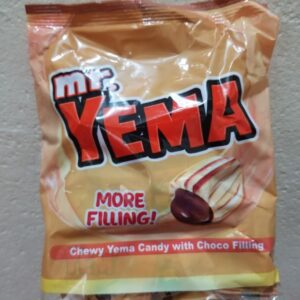 mr.
YEMA
MORE
FILLING!
Chewy Yema Candy with Choco Filling